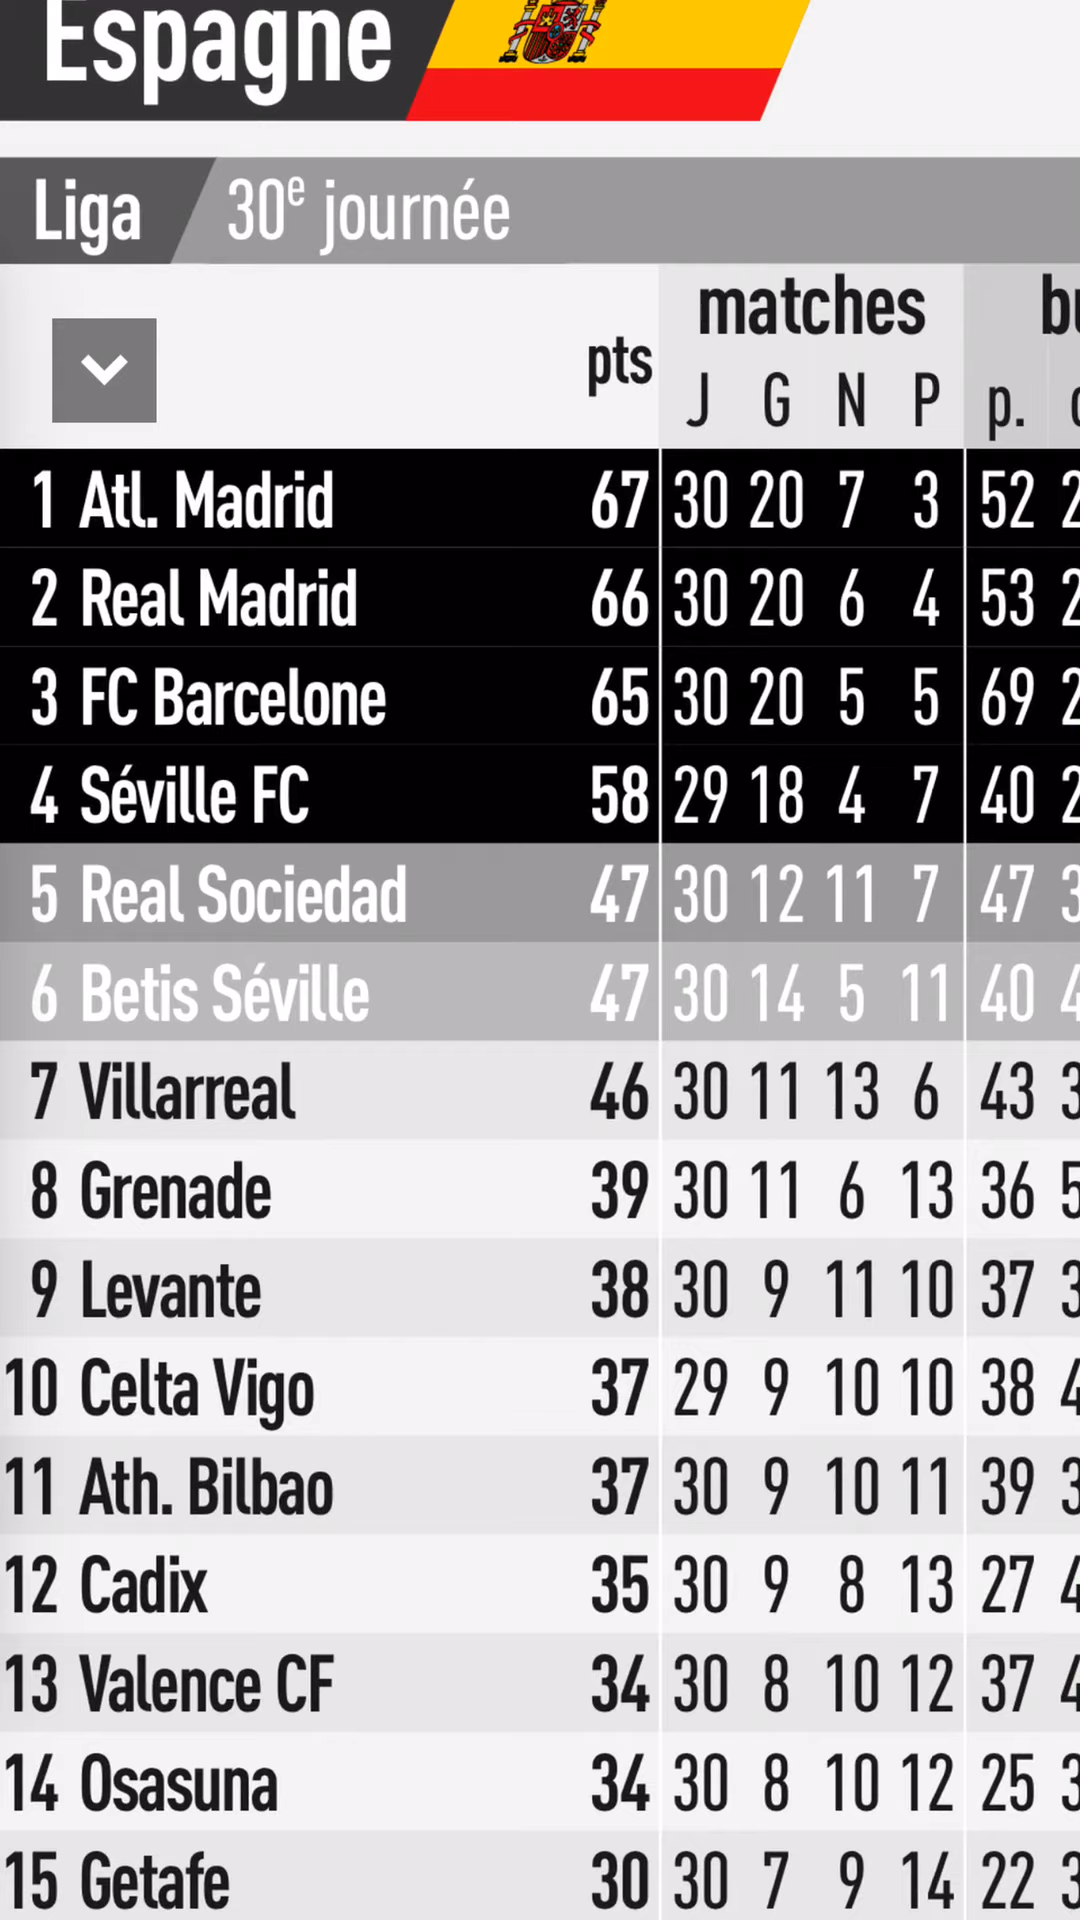 Espagne
Liga 30e journée
matches
pts J G N P p.
1 Atl. Madrid 67 30 20 7 3 52
2 Real Madrid 66 30 20 6 4 53
3 FC Barcelone 65 30 20 5 5 69
4 Séville FC 58 29 18 4 7 40
5 Real Sociedad 47 30 12 11 7 47
6 Betis Séville 47 30 14 5 11 40
7 Villarreal 46 30 11 13 6 43
8 Grenade 39 30 11 6 13 36
9 Levante 38 30 9 11 10 37
10 Celta Vigo 37 29 9 10 10 38
11 Ath. Bilbao 37 30 9 10 11 39
12 Cadix 35 30 9 8 13 27
13 Valence CF 34 30 8 10 12 37
14 Osasuna 34 30 8 10 12 25
15 Getafe 30 30 7 9 14 22